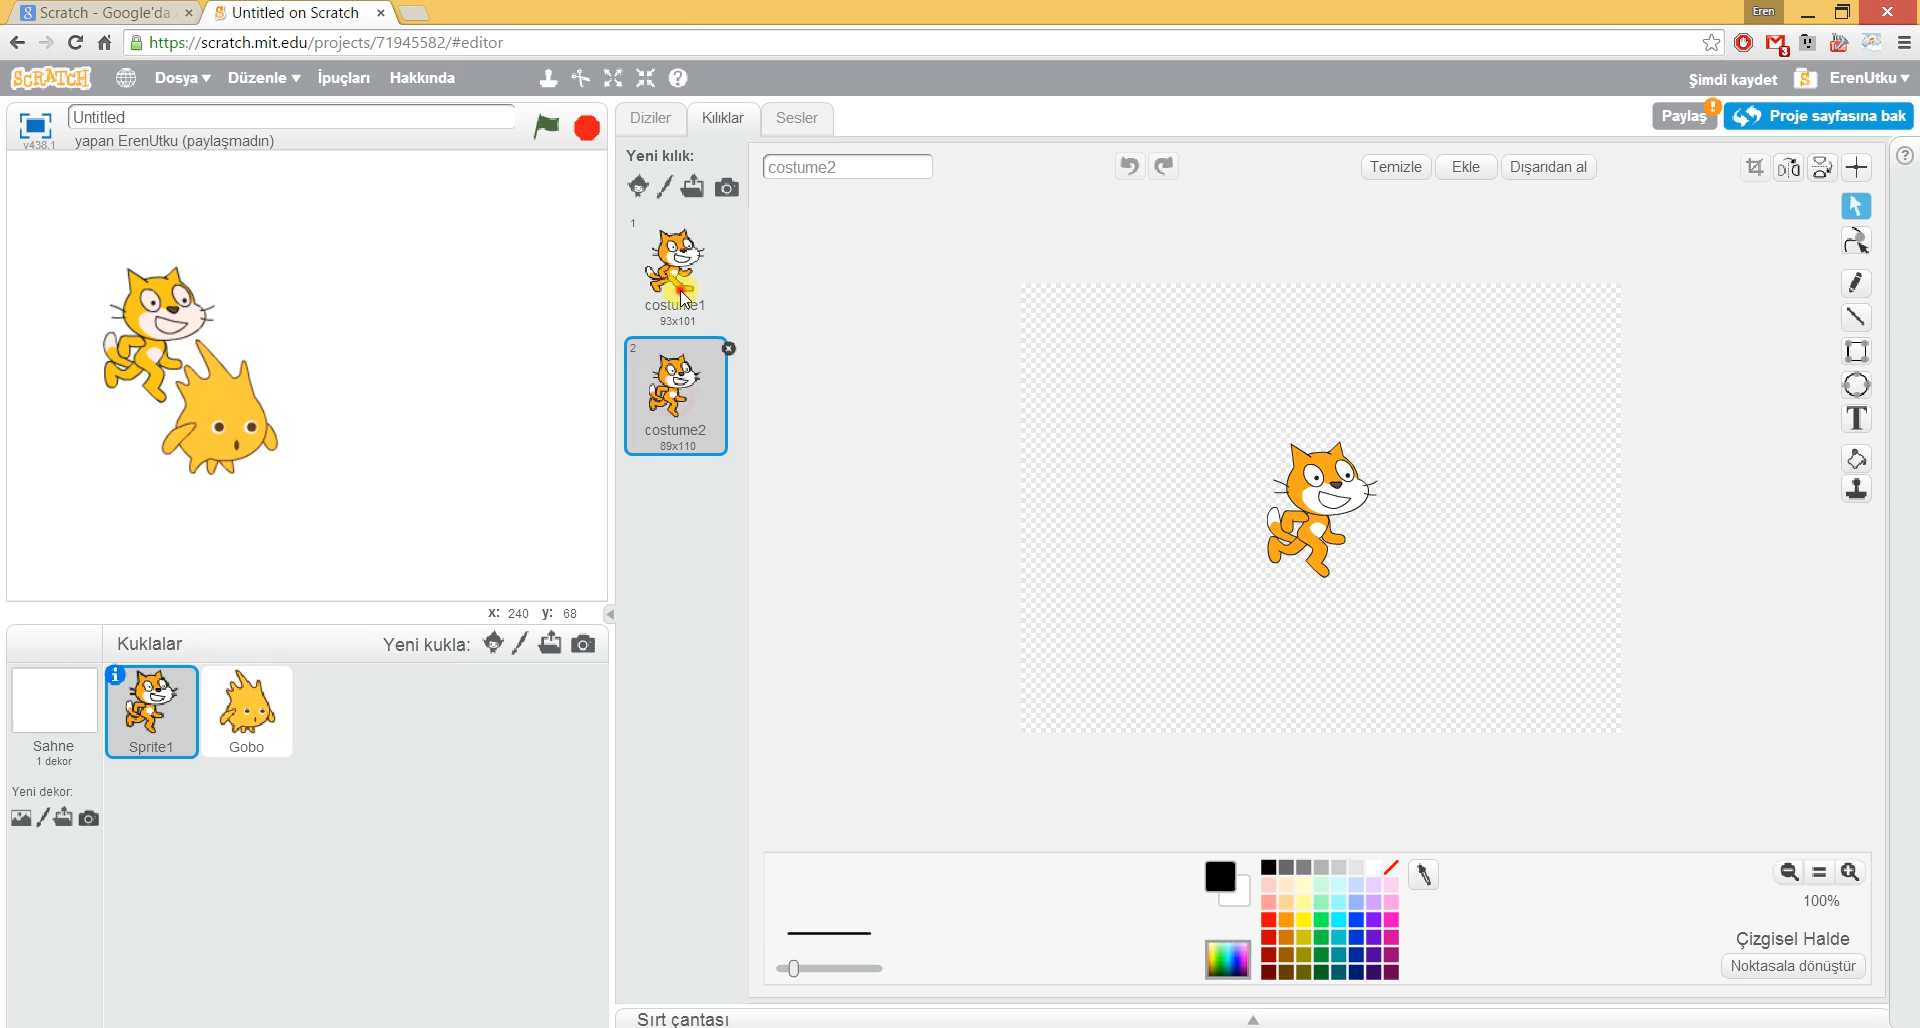 Scratch - Google'da
Untitled on Scratch
Eren
https://scratch.mit.edu/projects/71945582/#editor
3
SCRATCH
Dosya
Düzenle
İpuçları
Hakkında
Şimdi kaydet
ErenUtku
Untitled
v438.1
yapan ErenUtku (paylaşmadın)
Diziler
Kılıklar
Sesler
Paylaş
Proje sayfasına bak
Yeni kılık:
costume2
Temizle
Ekle
Dışarıdan al
1
costume1
93x101
2
costume2
89x110
T
x: 240 y: 68
Kuklalar
Yeni kukla:
Sprite1
Gobo
Sahne
1 dekor
Yeni dekor:
100%
Çizgisel Halde
Noktasala dönüştür
Sırt çantası